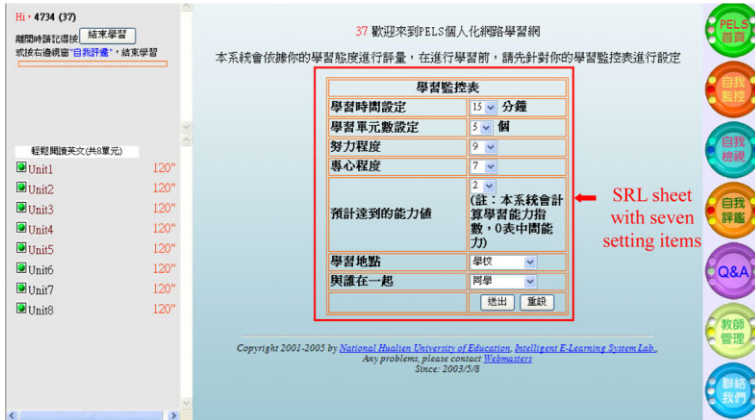 Hi，4734 (37)
離開時請記得按 結束學習
或按右邊視窗"自我評鑑"，結束學習
輕鬆閱讀英文(共8單元)
Unit1 120"
Unit2 120"
Unit3 120"
Unit4 120"
Unit5 120"
Unit6 120"
Unit7 120"
Unit8 120"
37 歡迎來到PELS個人化網路學習網
本系統會依據你的學習態度進行評量，在進行學習前，請先針對你的學習監控表進行設定
學習監控表
學習時間設定 15 分鐘
學習單元數設定 5 個
努力程度 9
專心程度 7
預計達到的能力值 2
(註：本系統會計
算學習能力指
數，0表中間能
力)
學習地點 學校
與誰在一起 同學
送出 重設
SRL sheet
with seven
setting items
Copyright 2001-2005 by National Hualien University of Education, Intelligent E-Learning System Lab.,
Any problems, please contact Webmasters
Since: 2003/5/8
PELS
首頁
自我
監控
自我
檢視
自我
評鑑
Q&A
教師
管理
聯絡
我們